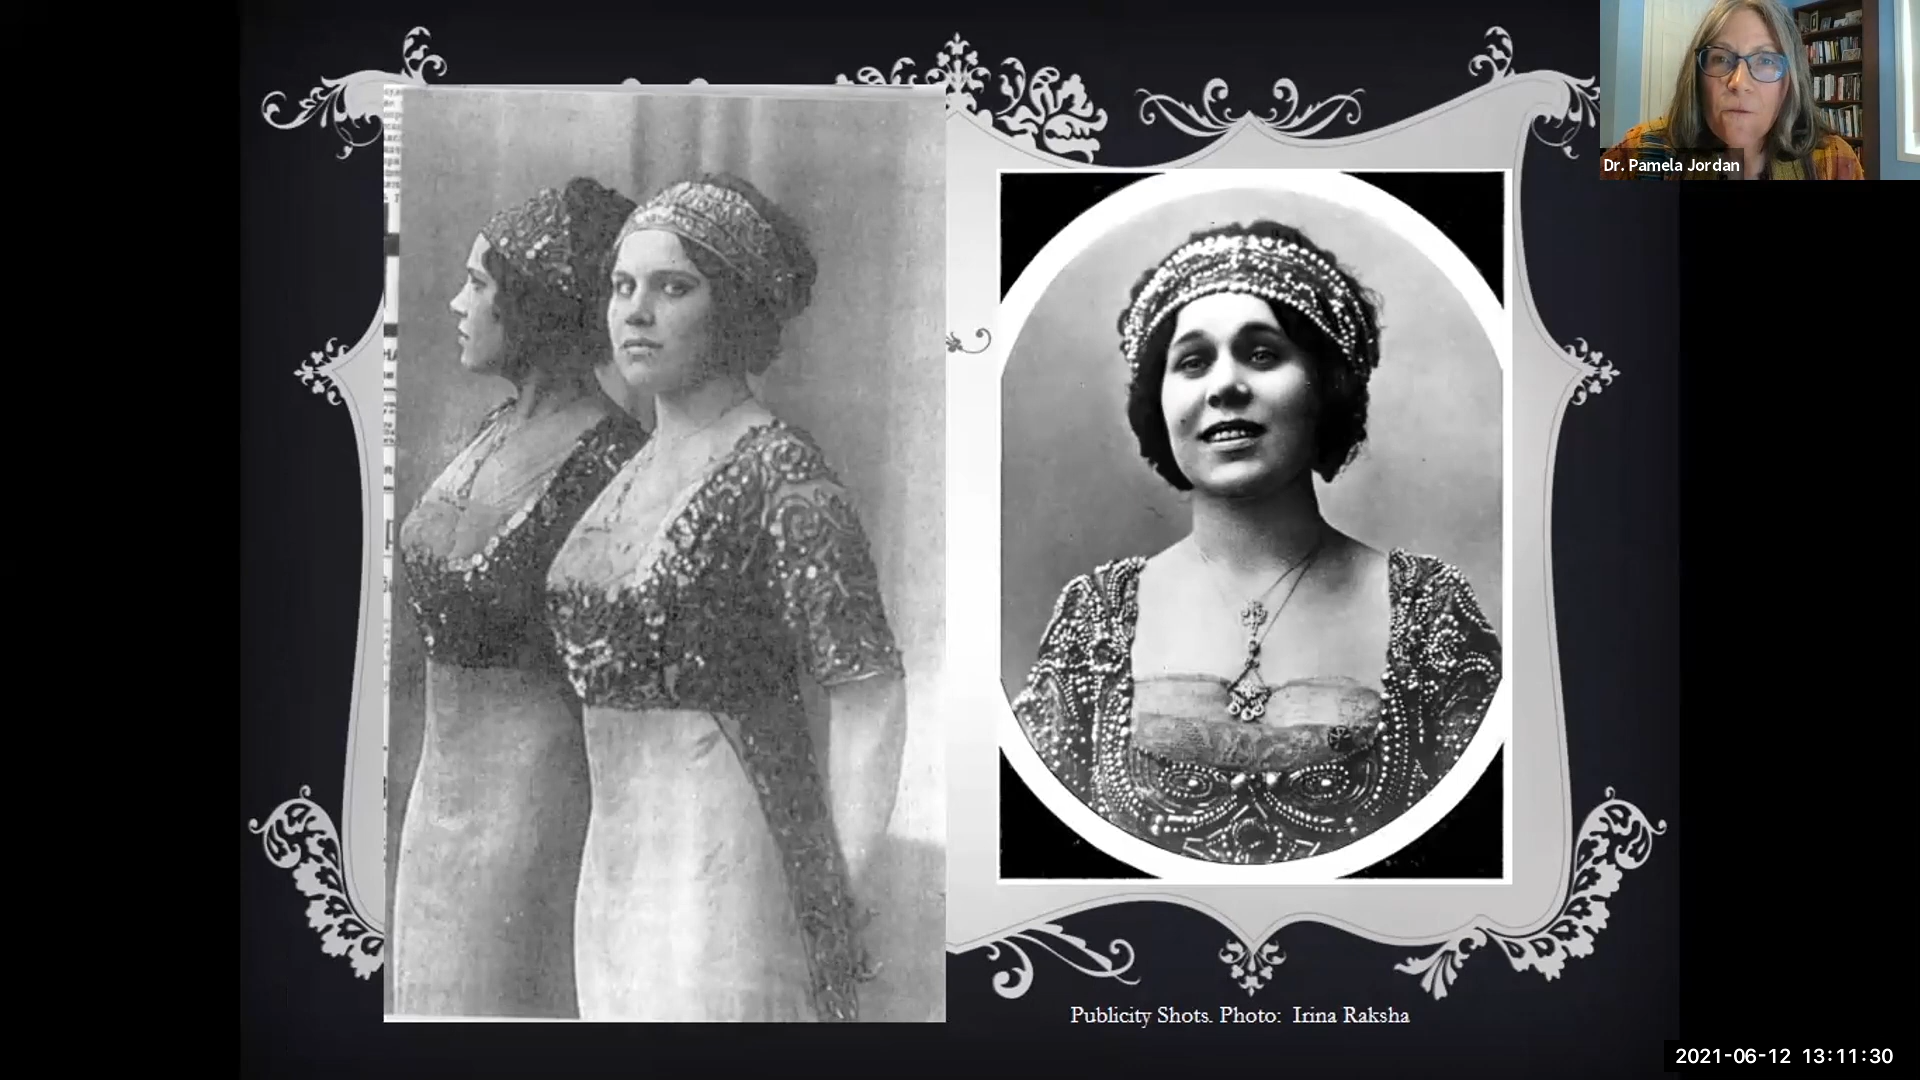 Dr. Pamela Jordan
Publicity Shots. Photo:  Irina Raksha
2021-06-12 13:11:30